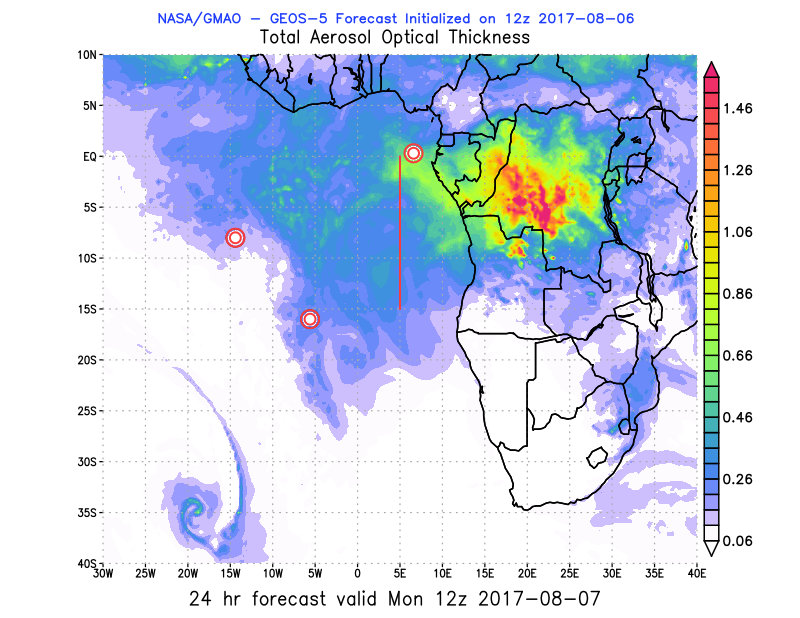 NASA/GMAO - GEOS-5 Forecast Initialized on 12z 2017-08-06
Total Aerosol Optical Thickness
10N
5N
EQ
5S
10S
15S
20S
25S
30S
35S
40S
30W 25W 20W 15W 10W 5W 0 5E 10E 15E 20E 25E 30E 35E 40E
1.46
1.26
1.06
0.86
0.66
0.46
0.26
0.06
24 hr forecast valid Mon 12z 2017-08-07